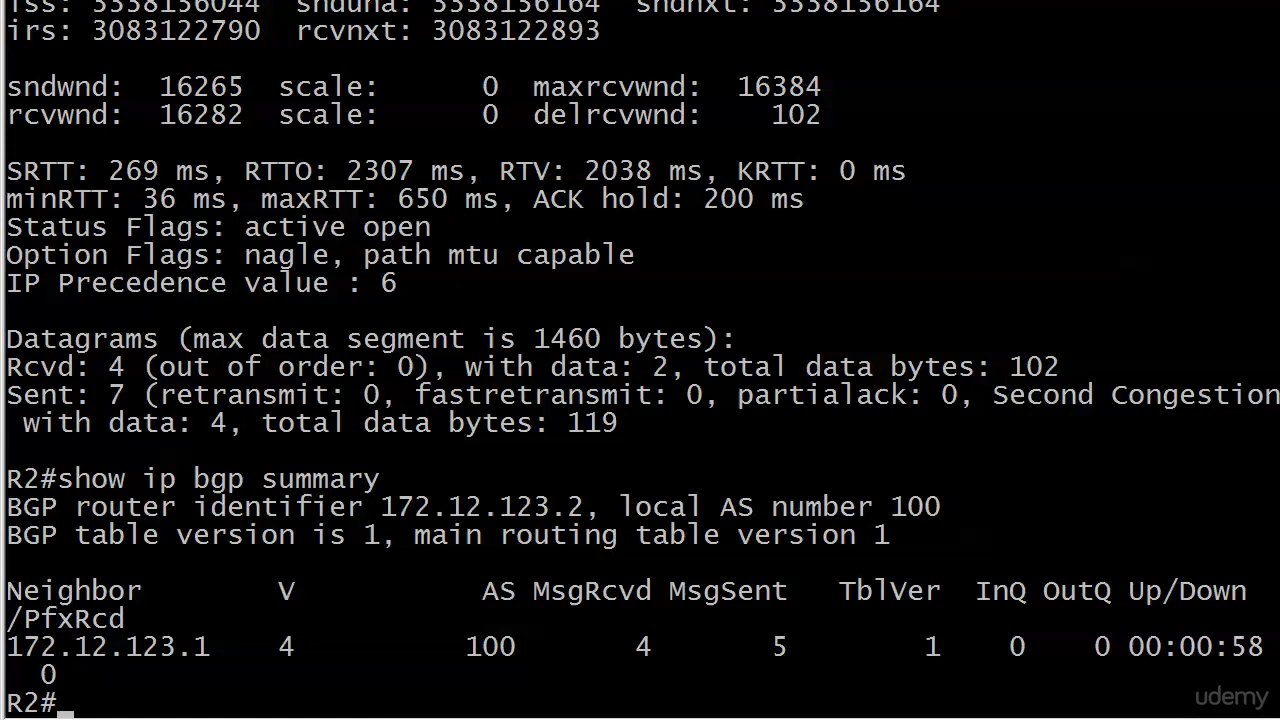 iss: 3338156044  snduna: 3338156164  sndnxt: 3338156164
irs: 3083122790  rcvnxt: 3083122893
sndwnd:  16265  scale:      0  maxrcvwnd:  16384
rcvwnd:  16282  scale:      0  delrcvwnd:    102
SRTT: 269 ms, RTTO: 2307 ms, RTV: 2038 ms, KRTT: 0 ms
minRTT: 36 ms, maxRTT: 650 ms, ACK hold: 200 ms
Status Flags: active open
Option Flags: nagle, path mtu capable
IP Precedence value : 6
Datagrams (max data segment is 1460 bytes):
Rcvd: 4 (out of order: 0), with data: 2, total data bytes: 102
Sent: 7 (retransmit: 0, fastretransmit: 0, partialack: 0, Second Congestion
with data: 4, total data bytes: 119
R2#show ip bgp summary
BGP router identifier 172.12.123.2, local AS number 100
BGP table version is 1, main routing table version 1
Neighbor        V           AS MsgRcvd MsgSent   TblVer  InQ OutQ Up/Down
/PfxRcd
172.12.123.1    4          100       4       5        1    0    0 00:00:58
0
R2#
udemy